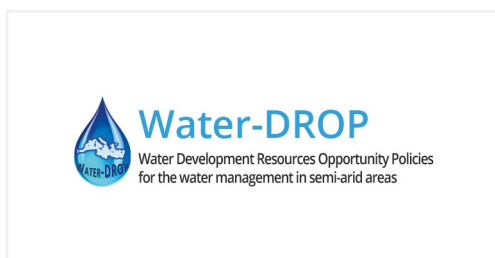 Water-DROP
Water Development Resources Opportunity Policies
for the water management in semi-arid areas
WATER-DROP